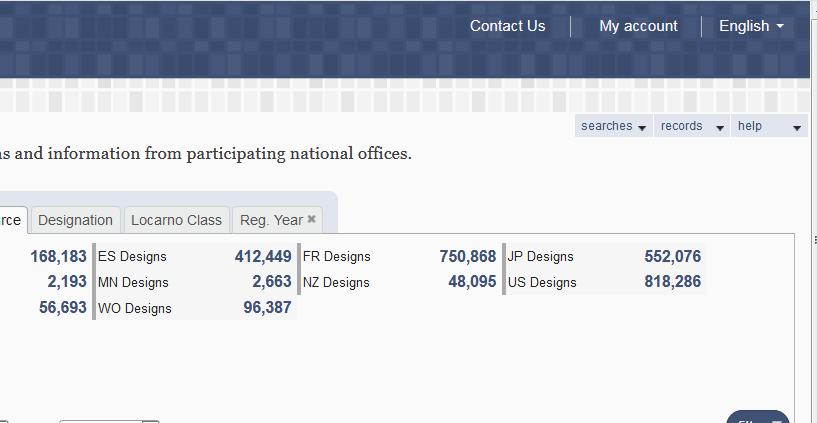 Contact Us My account English
searches records help
and information from participating national offices.
Designation Locarno Class Reg. Year
168,183 ES Designs 412,449 FR Designs 750,868 JP Designs 552,076
2,193 MN Designs 2,663 NZ Designs 48,095 US Designs 818,286
56,693 WO Designs 96,387